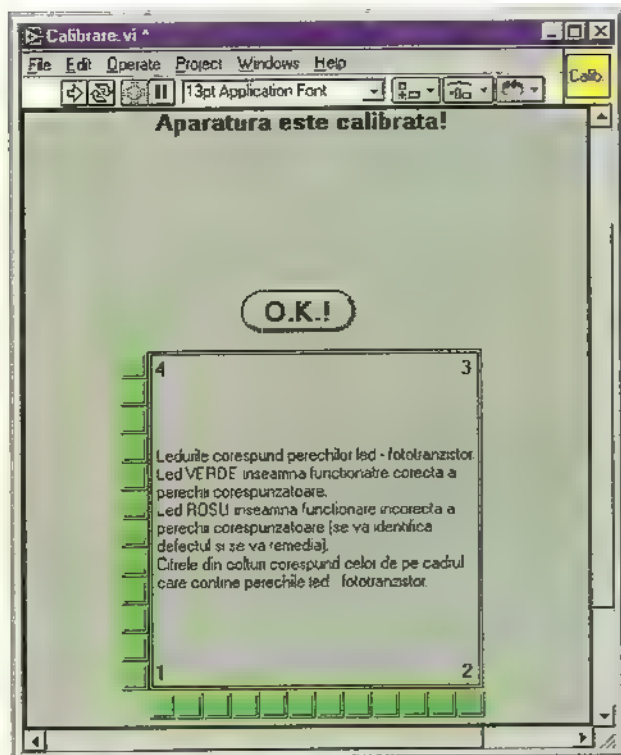 Calibrare.vi *
File Edit Operate Project Windows Help
13pt Application Font
Calib.
Aparatura este calibrata!
O.K.!
4 3
Ledurile corespund perechilor led - fototranzistor
Led VERDE inseamna functionatre corecta a
perechii corespunzatoare.
Led ROSU inseamna functionare incorecta a
perechii corespunzatoare (se va identifica
defectul si se va remedia).
Cifrele din colturi corespund celor de pe cadrul
care contine perechile led fototranzistor
1 2